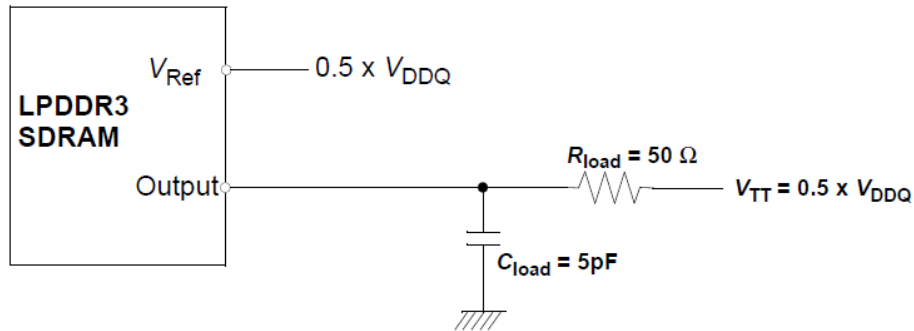 V_Ref
0.5 x V_DDQ
LPDDR3
SDRAM
R_load = 50 Ω
Output
V_TT = 0.5 x V_DDQ
C_load = 5pF